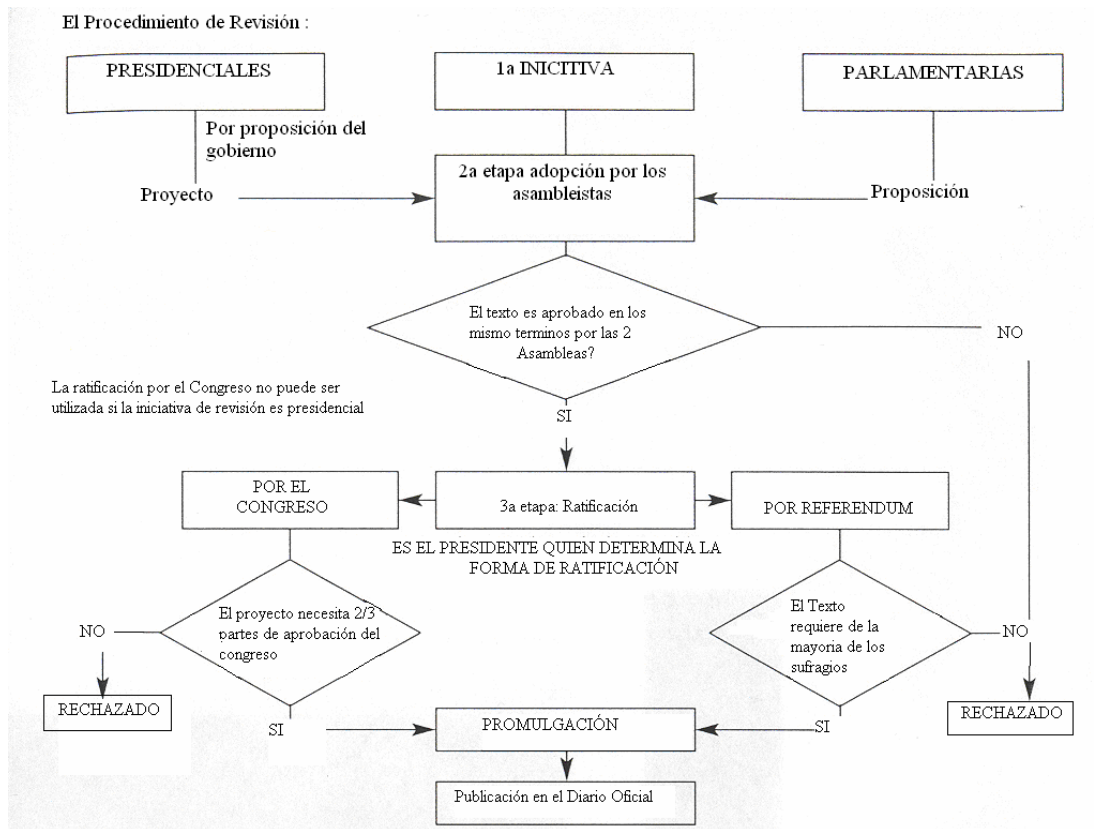 El Procedimiento de Revisión :
PRESIDENCIALES
1a INICITIVA
PARLAMENTARIAS
Por proposición del
gobierno
Proyecto
2a etapa adopción por los
asambleistas
Proposición
El texto es aprobado en los
mismo terminos por las 2
Asambleas?
NO
La ratificación por el Congreso no puede ser
utilizada si la iniciativa de revisión es presidencial
SI
POR EL
CONGRESO
3a etapa: Ratificación
POR REFERENDUM
ES EL PRESIDENTE QUIEN DETERMINA LA
FORMA DE RATIFICACIÓN
El proyecto necesita 2/3
partes de aprobación del
congreso
NO
El Texto
requiere de la
mayoria de los
sufragios
NO
RECHAZADO
RECHAZADO
SI
PROMULGACIÓN
SI
Publicación en el Diario Oficial